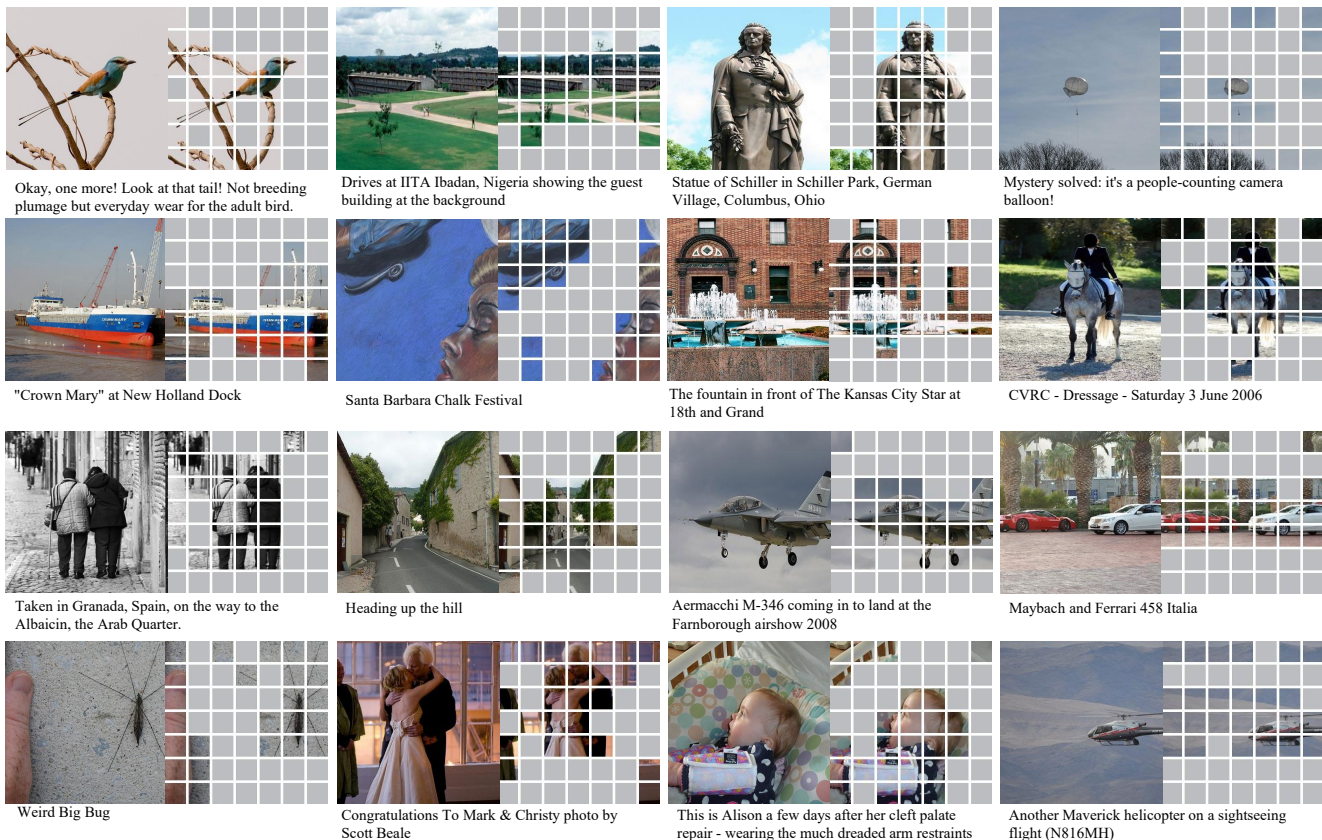 Okay, one more! Look at that tail! Not breeding
plumage but everyday wear for the adult bird.
Drives at IITA Ibadan, Nigeria showing the guest
building at the background
Statue of Schiller in Schiller Park, German
Village, Columbus, Ohio
Mystery solved: it's a people-counting camera
balloon!
"Crown Mary" at New Holland Dock
Santa Barbara Chalk Festival
The fountain in front of The Kansas City Star at
18th and Grand
CVRC - Dressage - Saturday 3 June 2006
Taken in Granada, Spain, on the way to the
Albaicin, the Arab Quarter.
Heading up the hill
Aermacchi M-346 coming in to land at the
Farnborough airshow 2008
Maybach and Ferrari 458 Italia
Weird Big Bug
Congratulations To Mark & Christy photo by
Scott Beale
This is Alison a few days after her cleft palate
repair - wearing the much dreaded arm restraints
Another Maverick helicopter on a sightseeing
flight (N816MH)